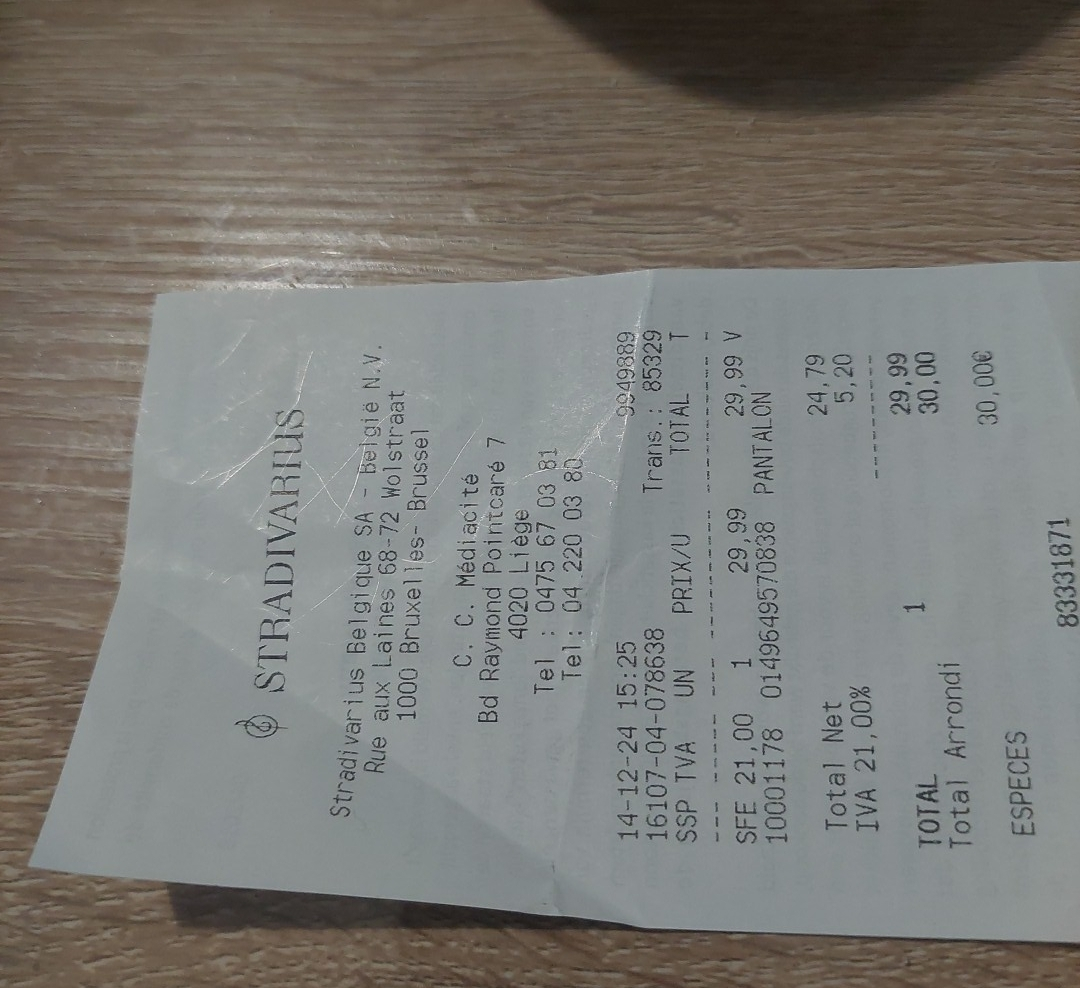 STRADIVARIUS
Stradivarius Belgique SA - België N.V.
Rue aux Laines 68-72 Wolstraat
1000 Bruxelles- Brussel
C. C. Médiacité
Bd Raymond Pointcaré 7
4020 Liège
Tel : 0475 67 03 81
Tel: 04 220 03 80
14-12-24 15:25 9949889
16107-04-078638 Trans.: 85329
SSP TVA UN PRIX/U TOTAL T
--- ----- --- --------- --------- -
SFE 21,00 1 29,99 29,99 V
10001178 0149649570838 PANTALON
Total Net 24,79
IVA 21,00% 5,20
---------
TOTAL 1 29,99
Total Arrondi 30,00
ESPECES 30,00€
83331871